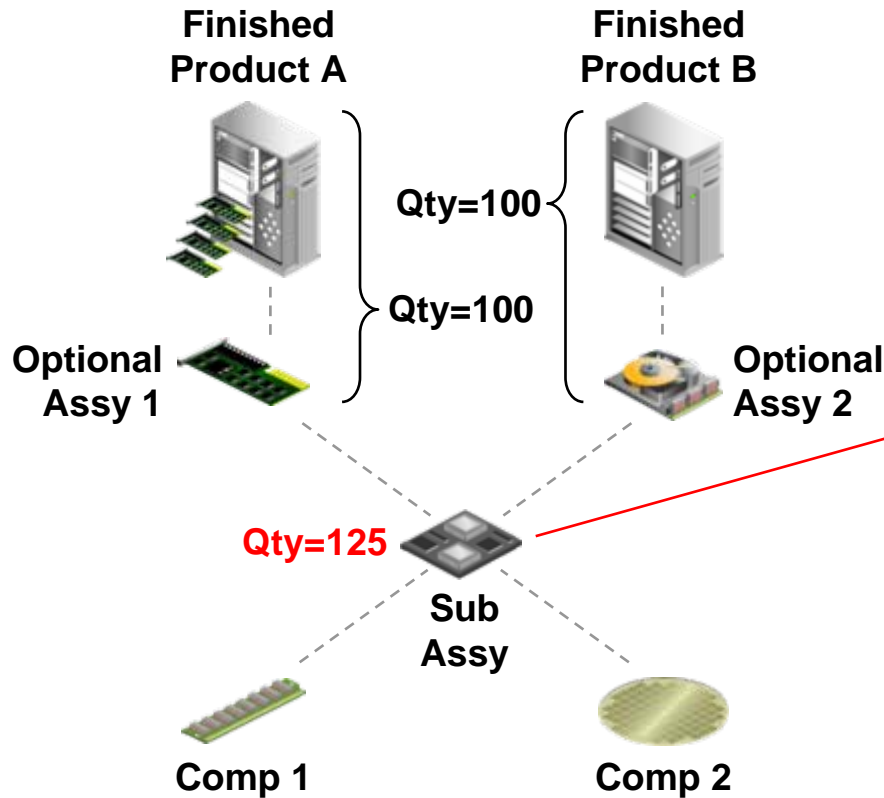 Finished
Product A
Finished
Product B
Qty=100
Qty=100
Optional
Assy 1
Optional
Assy 2
Qty=125
Sub
Assy
Comp 1
Comp 2